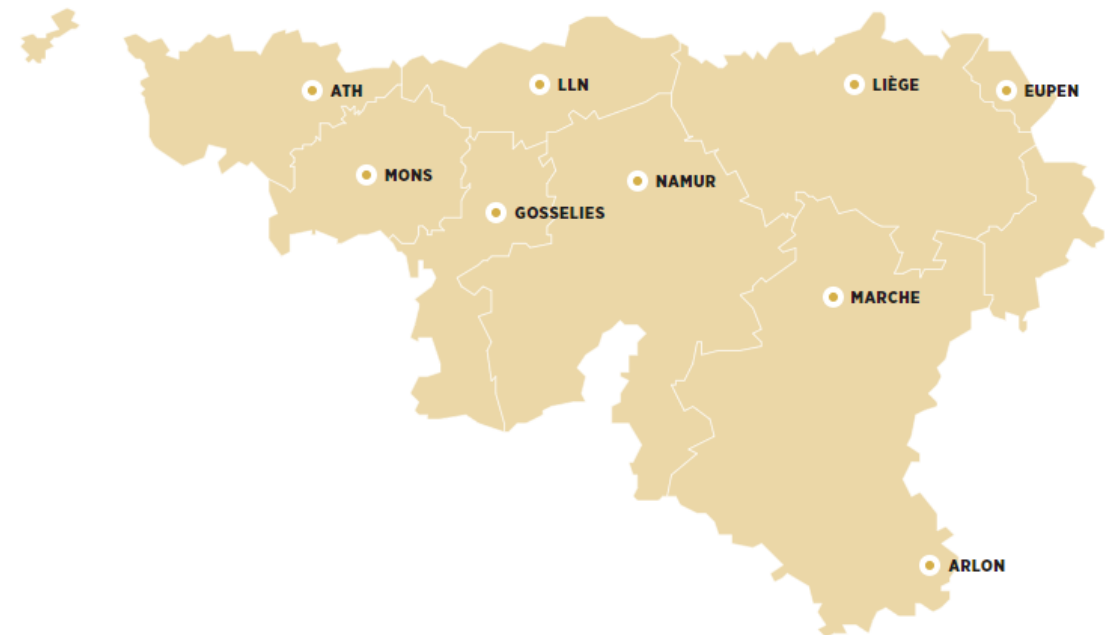 ATH
LLN
LIÈGE
EUPEN
MONS
NAMUR
GOSSELIES
MARCHE
ARLON